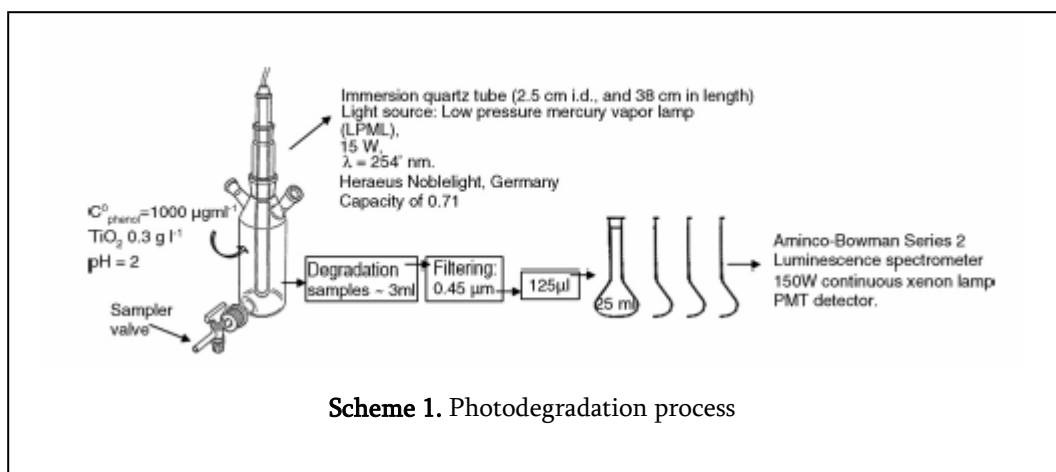 Immersion quartz tube (2.5 cm i.d., and 38 cm in length)
Light source: Low pressure mercury vapor lamp
(LPML),
15 W,
λ = 254˚ nm.
Heraeus Noblelight, Germany
Capacity of 0.71
C⁰phenol=1000 µgml⁻¹
TiO₂ 0.3 g l⁻¹
pH = 2
Sampler
valve
Degradation
samples ~ 3ml
Filtering:
0.45 µm
125µl
25 ml
Aminco-Bowman Series 2
Luminescence spectrometer
150W continuous xenon lamp
PMT detector.
Scheme 1. Photodegradation process